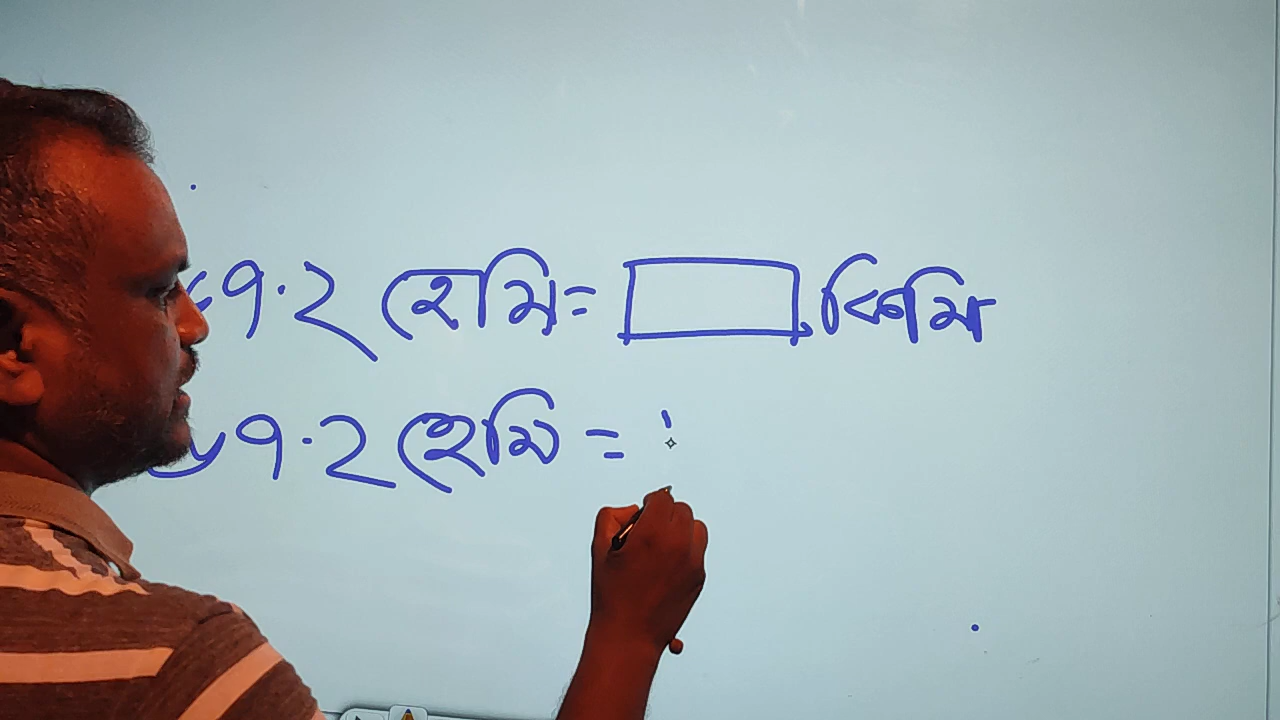 ৭.২ হেমি = কিমি
৭.২ হেমি =